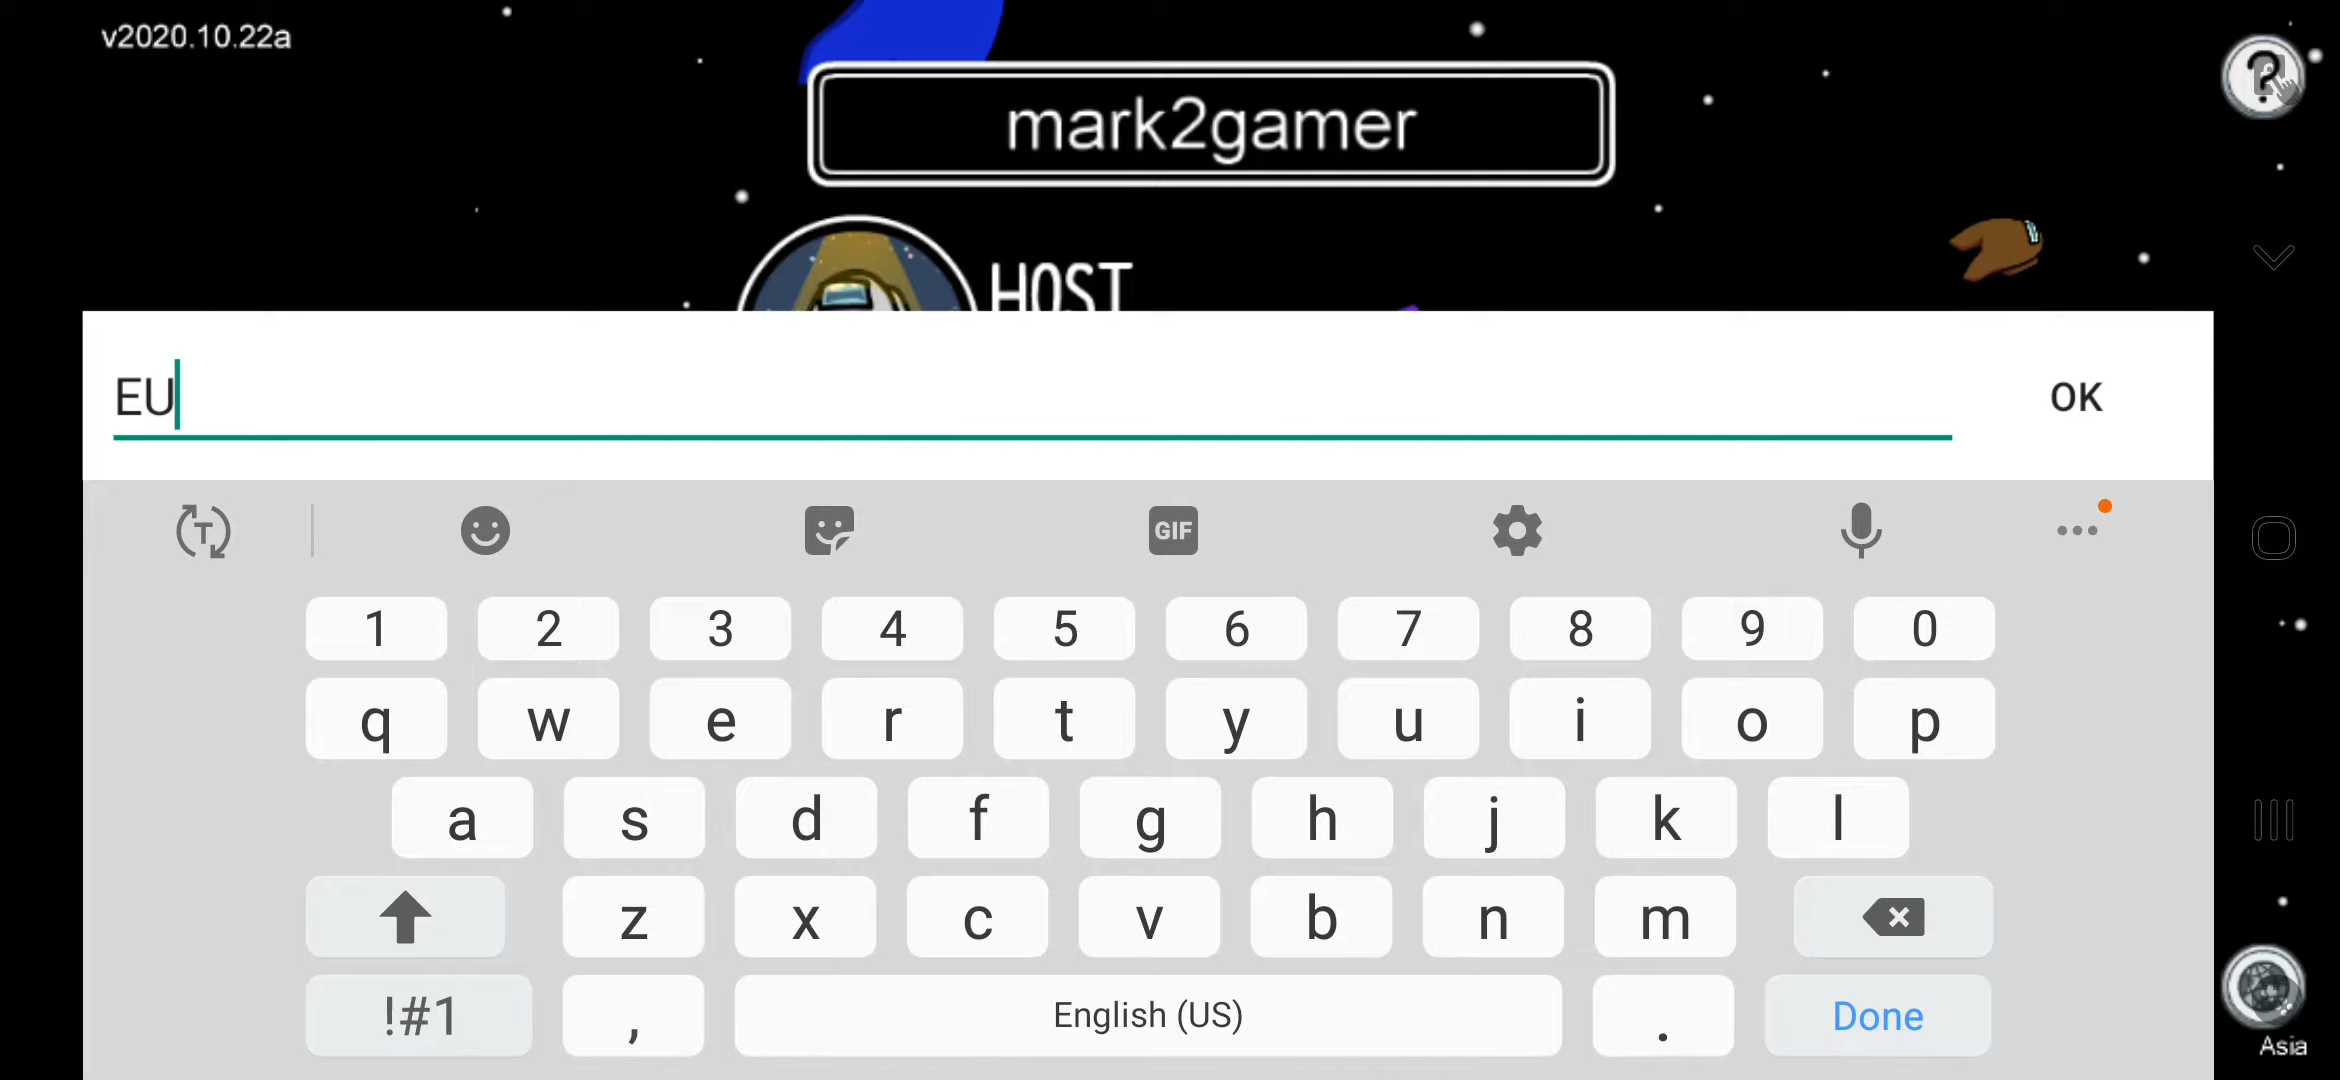 v2020.10.22a
mark2gamer
HOST
EU
OK
T
GIF
1 2 3 4 5 6 7 8 9 0
q w e r t y u i o p
a s d f g h j k l
z x c v b n m
!#1 , English (US) . Done
Asia